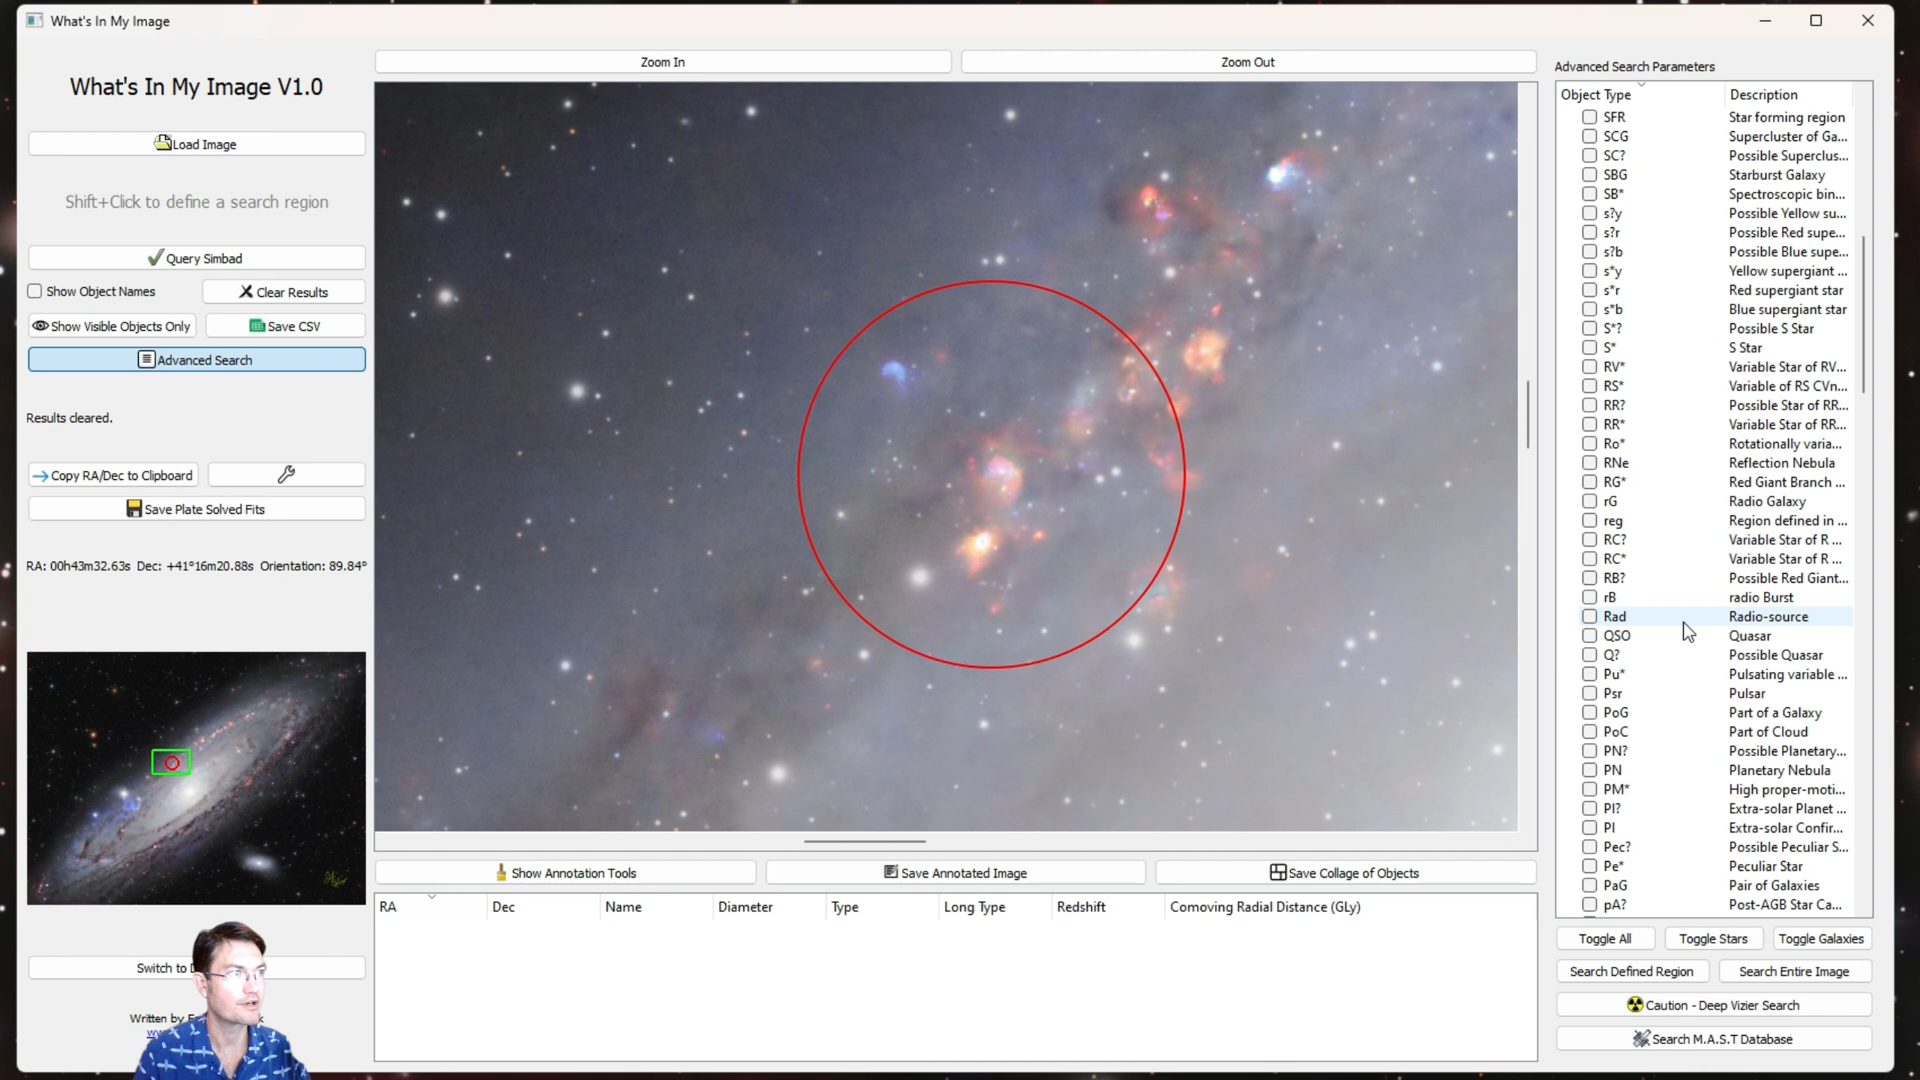 What's In My Image
What's In My Image V1.0
Load Image
Shift+Click to define a search region
Query Simbad
Show Object Names
Clear Results
Show Visible Objects Only
Save CSV
Advanced Search
Results cleared.
Copy RA/Dec to Clipboard
Save Plate Solved Fits
RA: 00h43m32.63s Dec: +41°16m20.88s Orientation: 89.84°
Switch to
Written by
Zoom In
Zoom Out
Show Annotation Tools
Save Annotated Image
Save Collage of Objects
RA Dec Name Diameter Type Long Type Redshift Comoving Radial Distance (GLy)
Advanced Search Parameters
Object Type Description
SFR Star forming region
SCG Supercluster of Ga...
SC? Possible Superclus...
SBG Starburst Galaxy
SB* Spectroscopic bin...
s?y Possible Yellow su...
s?r Possible Red supe...
s?b Possible Blue supe...
s*y Yellow supergiant ...
s*r Red supergiant star
s*b Blue supergiant star
S*? Possible S Star
S* S Star
RV* Variable Star of RV...
RS* Variable of RS CVn...
RR? Possible Star of RR...
RR* Variable Star of RR...
Ro* Rotationally varia...
RNe Reflection Nebula
RG* Red Giant Branch ...
rG Radio Galaxy
reg Region defined in ...
RC? Variable Star of R ...
RC* Variable Star of R ...
RB? Possible Red Giant...
rB radio Burst
Rad Radio-source
QSO Quasar
Q? Possible Quasar
Pu* Pulsating variable ...
Psr Pulsar
PoG Part of a Galaxy
PoC Part of Cloud
PN? Possible Planetary...
PN Planetary Nebula
PM* High proper-moti...
Pl? Extra-solar Planet ...
Pl Extra-solar Confir...
Pec? Possible Peculiar S...
Pe* Peculiar Star
PaG Pair of Galaxies
pA? Post-AGB Star Ca...
Toggle All
Toggle Stars
Toggle Galaxies
Search Defined Region
Search Entire Image
Caution - Deep Vizier Search
Search M.A.S.T Database